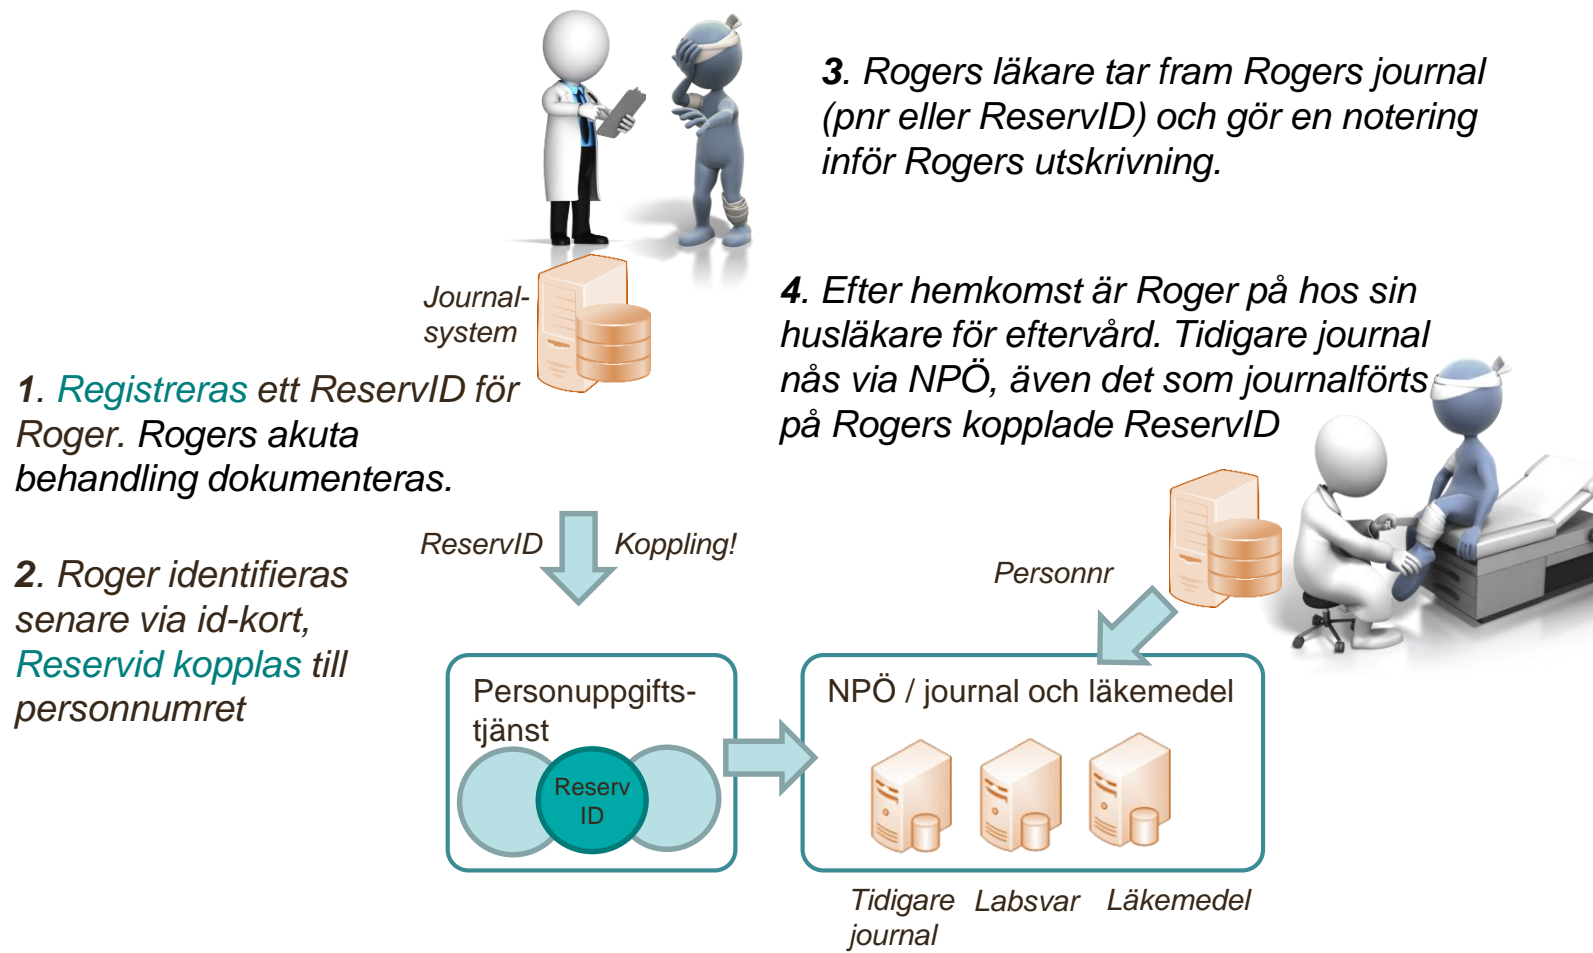 3. Rogers läkare tar fram Rogers journal
(pnr eller ReservID) och gör en notering
inför Rogers utskrivning.
Journal-
system
4. Efter hemkomst är Roger på hos sin
husläkare för eftervård. Tidigare journal
nås via NPÖ, även det som journalförts
på Rogers kopplade ReservID
1. Registreras ett ReservID för
Roger. Rogers akuta
behandling dokumenteras.
ReservID
Koppling!
2. Roger identifieras
senare via id-kort,
Reservid kopplas till
personnumret
Personnr
Personuppgifts-
tjänst
Reserv
ID
NPÖ / journal och läkemedel
Tidigare
journal
Labsvar
Läkemedel